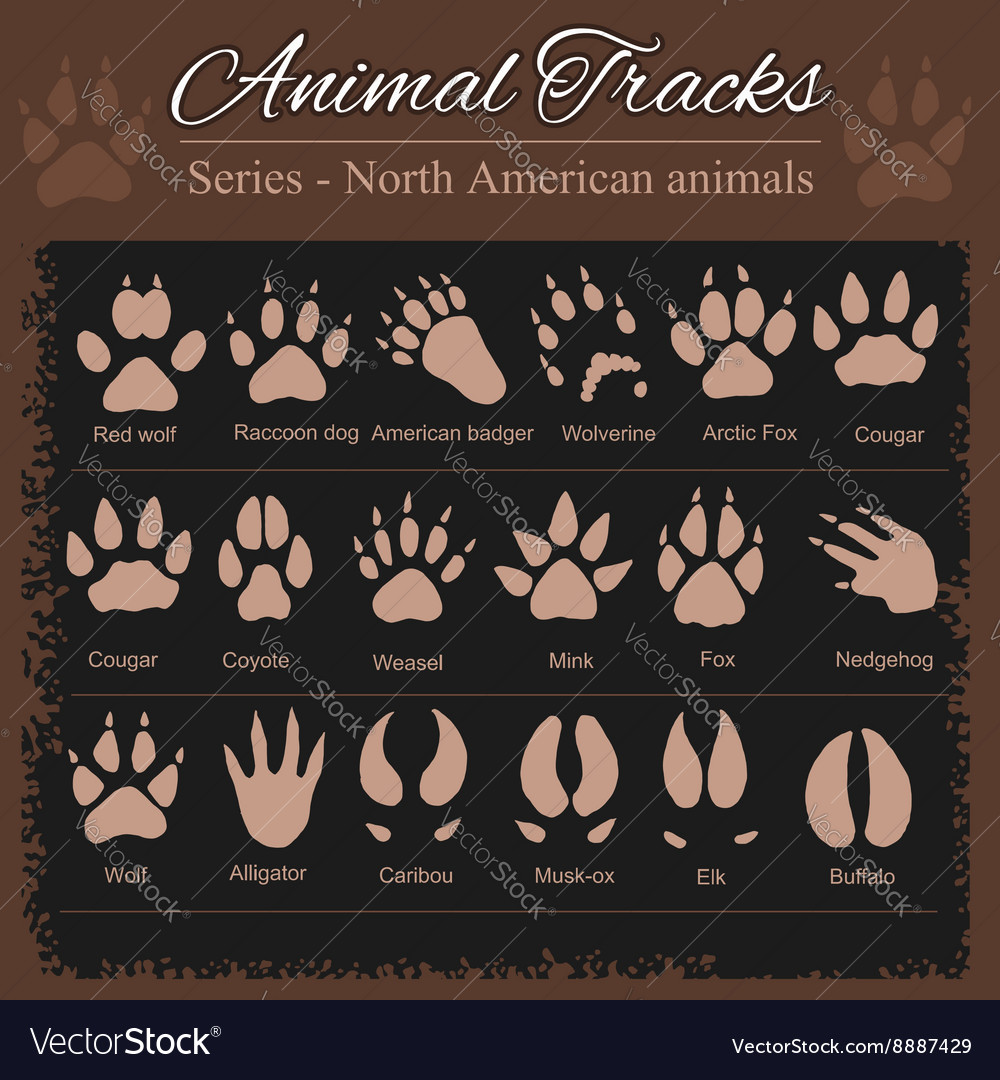 Animal Tracks
Series - North American animals
Red wolf Raccoon dog American badger Wolverine Arctic Fox Cougar
Cougar Coyote Weasel Mink Fox Nedgehog
Wolf Alligator Caribou Musk-ox Elk Buffalo
VectorStock® VectorStock.com/8887429